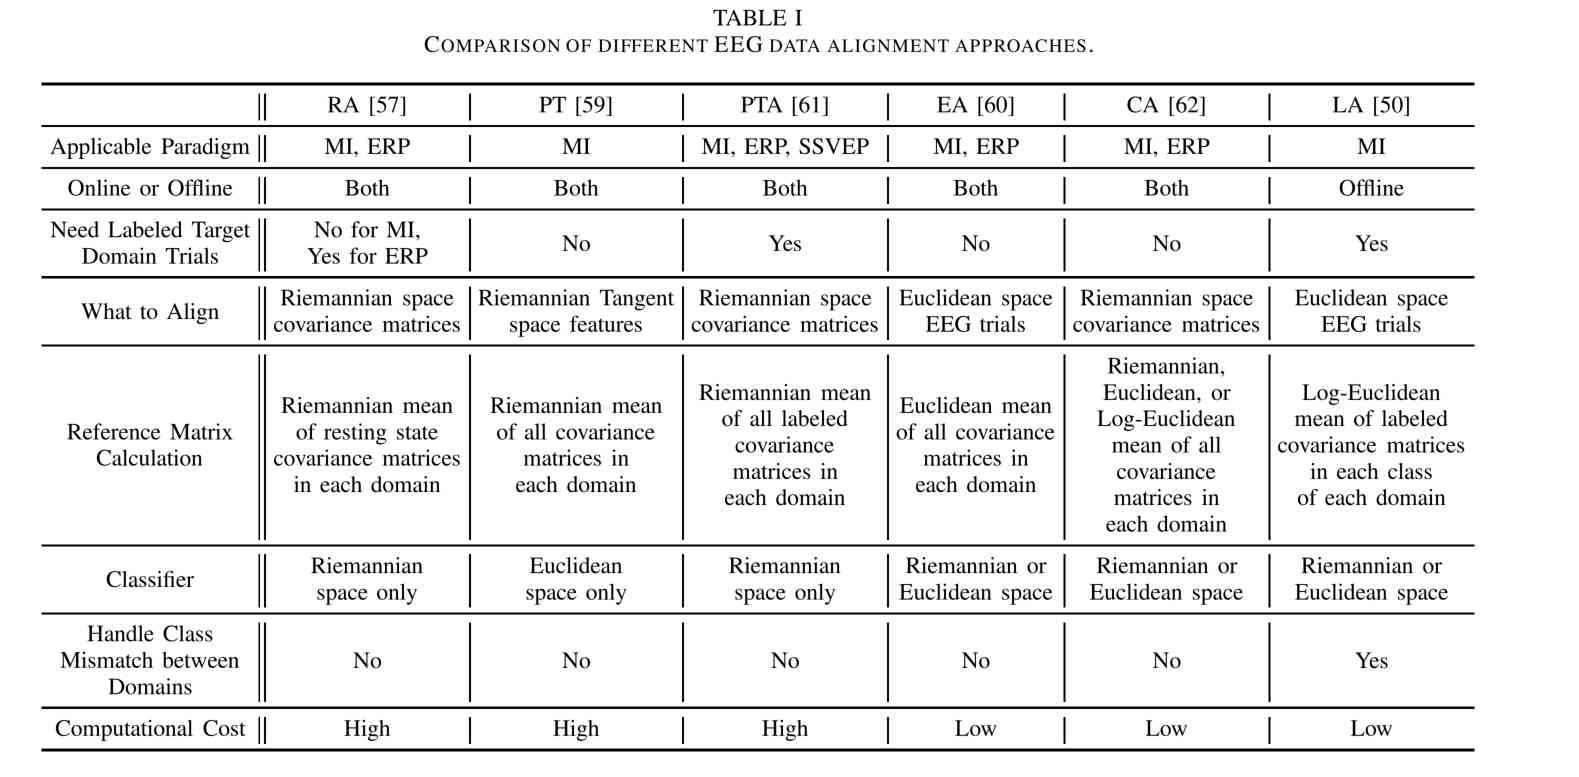 TABLE I
COMPARISON OF DIFFERENT EEG DATA ALIGNMENT APPROACHES.
RA [57] PT [59] PTA [61] EA [60] CA [62] LA [50]
Applicable Paradigm MI, ERP MI MI, ERP, SSVEP MI, ERP MI, ERP MI
Online or Offline Both Both Both Both Both Offline
Need Labeled Target
Domain Trials
No for MI,
Yes for ERP
No
Yes
No
No
Yes
What to Align
Riemannian space
covariance matrices
Riemannian Tangent
space features
Riemannian space
covariance matrices
Euclidean space
EEG trials
Riemannian space
covariance matrices
Euclidean space
EEG trials
Reference Matrix
Calculation
Riemannian mean
of resting state
covariance matrices
in each domain
Riemannian mean
of all covariance
matrices in
each domain
Riemannian mean
of all labeled
covariance
matrices in
each domain
Euclidean mean
of all covariance
matrices in
each domain
Riemannian,
Euclidean, or
Log-Euclidean
mean of all
covariance
matrices in
each domain
Log-Euclidean
mean of labeled
covariance matrices
in each class
of each domain
Classifier
Riemannian
space only
Euclidean
space only
Riemannian
space only
Riemannian or
Euclidean space
Riemannian or
Euclidean space
Riemannian or
Euclidean space
Handle Class
Mismatch between
Domains
No
No
No
No
No
Yes
Computational Cost High High High Low Low Low